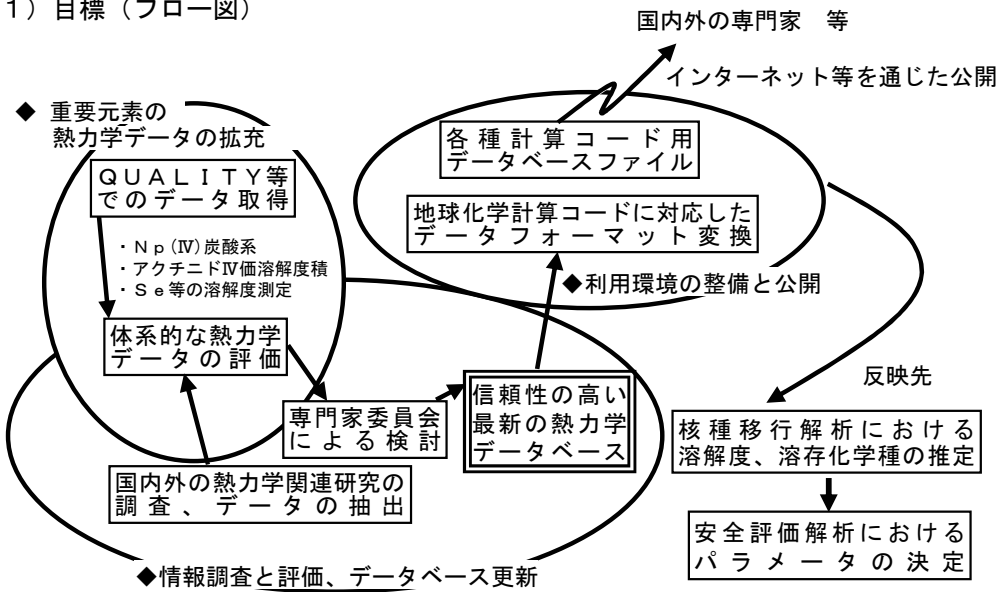 １）目標（フロー図）
国内外の専門家　等
インターネット等を通じた公開
◆ 重要元素の
熱力学データの拡充
ＱＵＡＬＩＴＹ等
でのデータ取得
・Ｎｐ(Ⅳ)炭酸系
・アクチニドⅣ価溶解度積
・Ｓｅ等の溶解度測定
体系的な熱力学
データの評価
専門家委員会
による検討
国内外の熱力学関連研究の
調査、データの抽出
◆情報調査と評価、データベース更新
信頼性の高い
最新の熱力学
データベース
各種計算コード用
データベースファイル
地球化学計算コードに対応した
データフォーマット変換
◆利用環境の整備と公開
反映先
核種移行解析における
溶解度、溶存化学種の推定
安全評価解析における
パラメータの決定